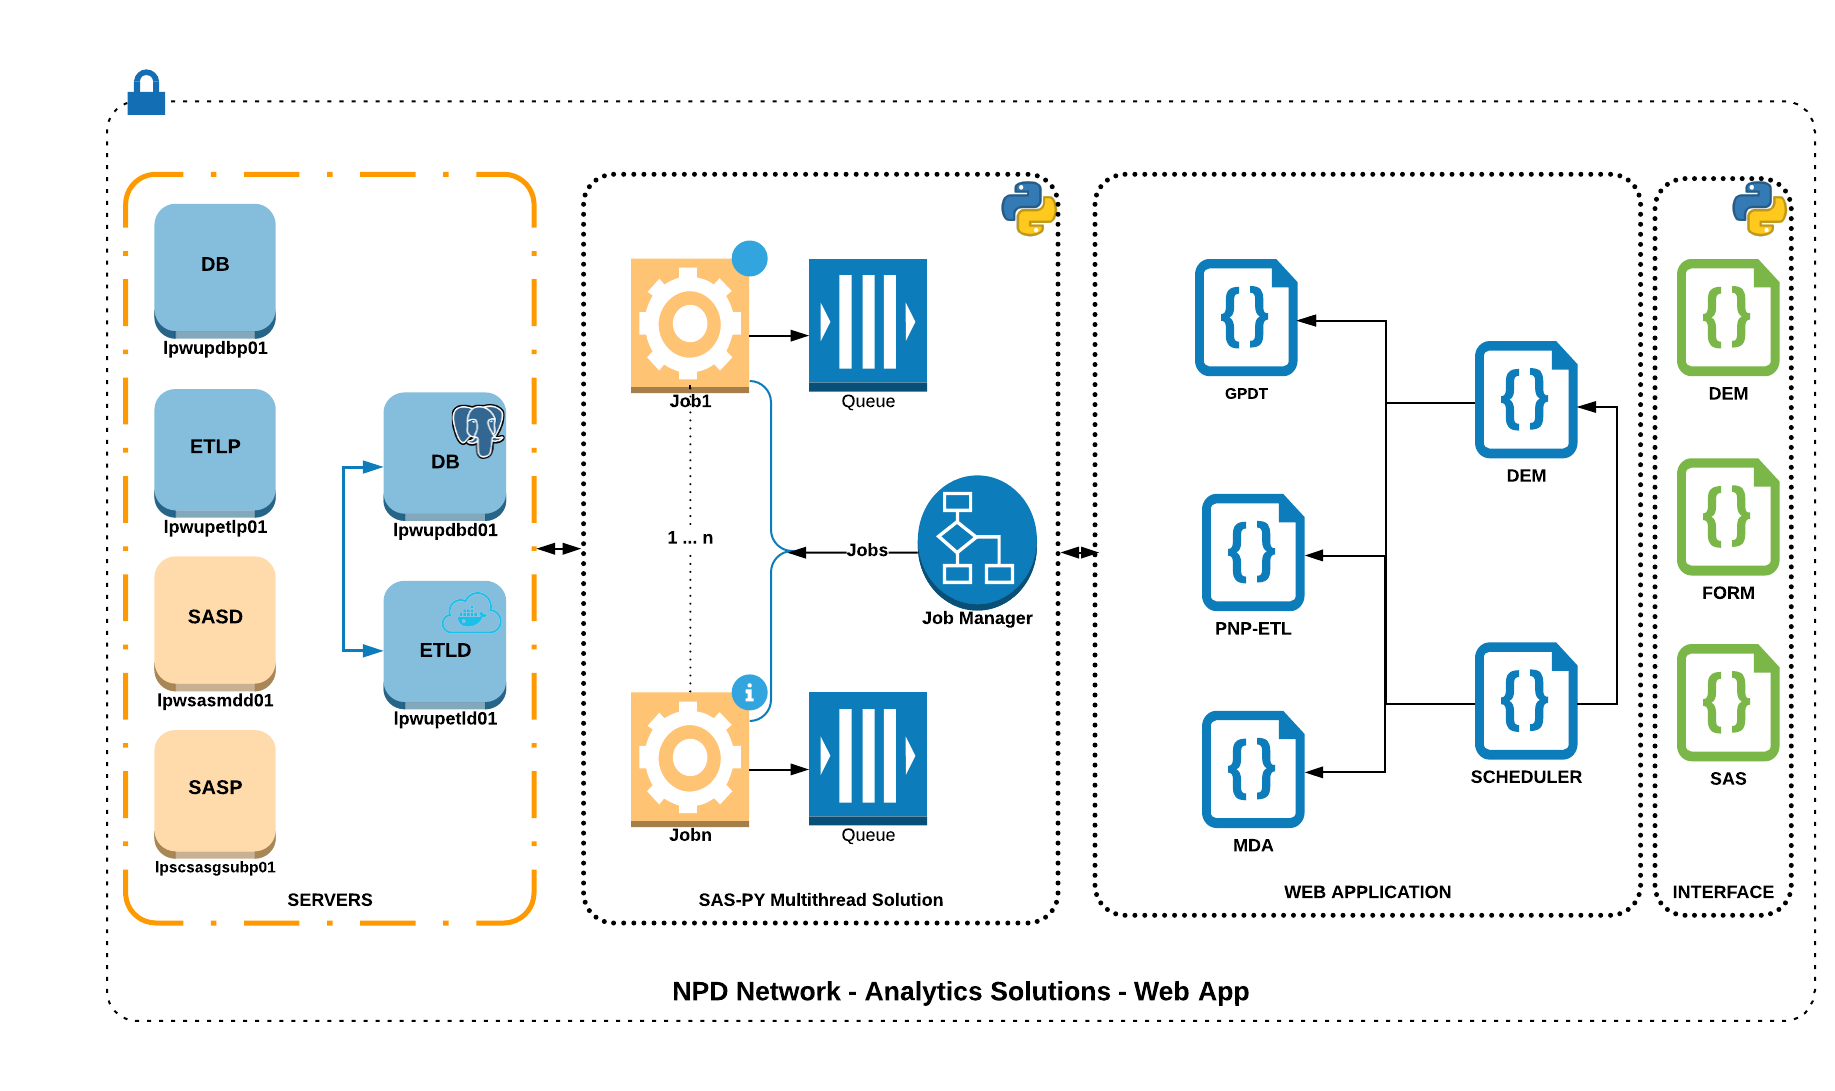 DB
lpwupdbp01
ETLP
lpwupetlp01
SASD
lpwsasmdd01
SASP
lpscsasgsubp01
DB
lpwupdbd01
ETLD
lpwupetld01
SERVERS
Job1
Queue
1 ... n
Jobs
Job Manager
i
Jobn
Queue
SAS-PY Multithread Solution
{ }
GPDT
{ }
PNP-ETL
{ }
MDA
{ }
DEM
{ }
SCHEDULER
WEB APPLICATION
{ }
DEM
{ }
FORM
{ }
SAS
INTERFACE
NPD Network - Analytics Solutions - Web App